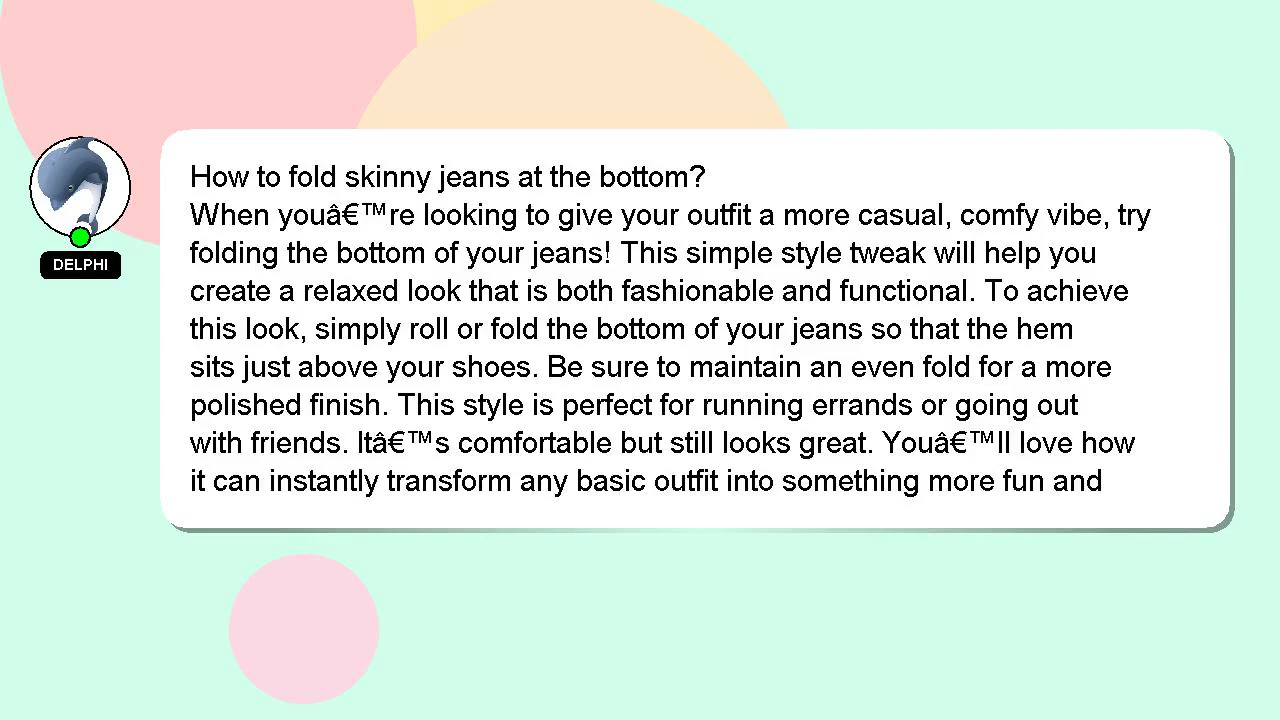 How to fold skinny jeans at the bottom?
When youâ€™re looking to give your outfit a more casual, comfy vibe, try
folding the bottom of your jeans! This simple style tweak will help you
create a relaxed look that is both fashionable and functional. To achieve
this look, simply roll or fold the bottom of your jeans so that the hem
sits just above your shoes. Be sure to maintain an even fold for a more
polished finish. This style is perfect for running errands or going out
with friends. Itâ€™s comfortable but still looks great. Youâ€™ll love how
it can instantly transform any basic outfit into something more fun and
DELPHI